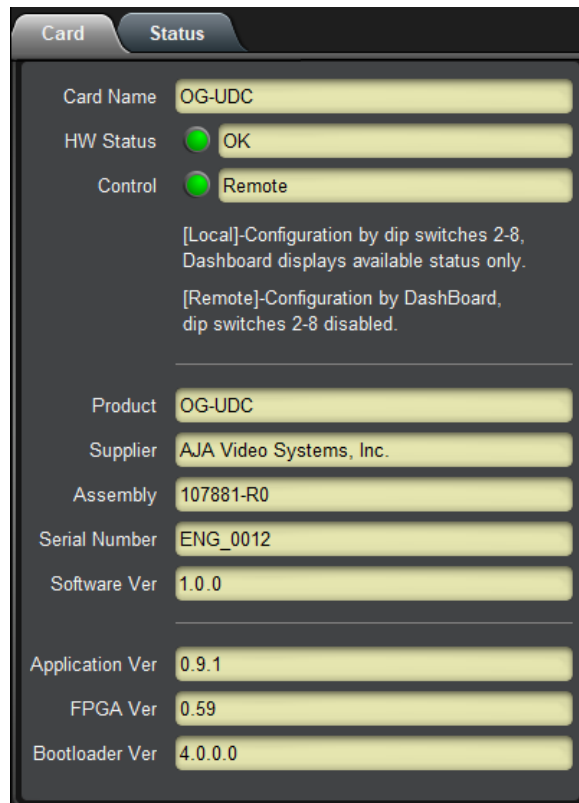 Card Status
Card Name OG-UDC
HW Status OK
Control Remote
[Local]-Configuration by dip switches 2-8,
Dashboard displays available status only.
[Remote]-Configuration by DashBoard,
dip switches 2-8 disabled.
Product OG-UDC
Supplier AJA Video Systems, Inc.
Assembly 107881-R0
Serial Number ENG_0012
Software Ver 1.0.0
Application Ver 0.9.1
FPGA Ver 0.59
Bootloader Ver 4.0.0.0